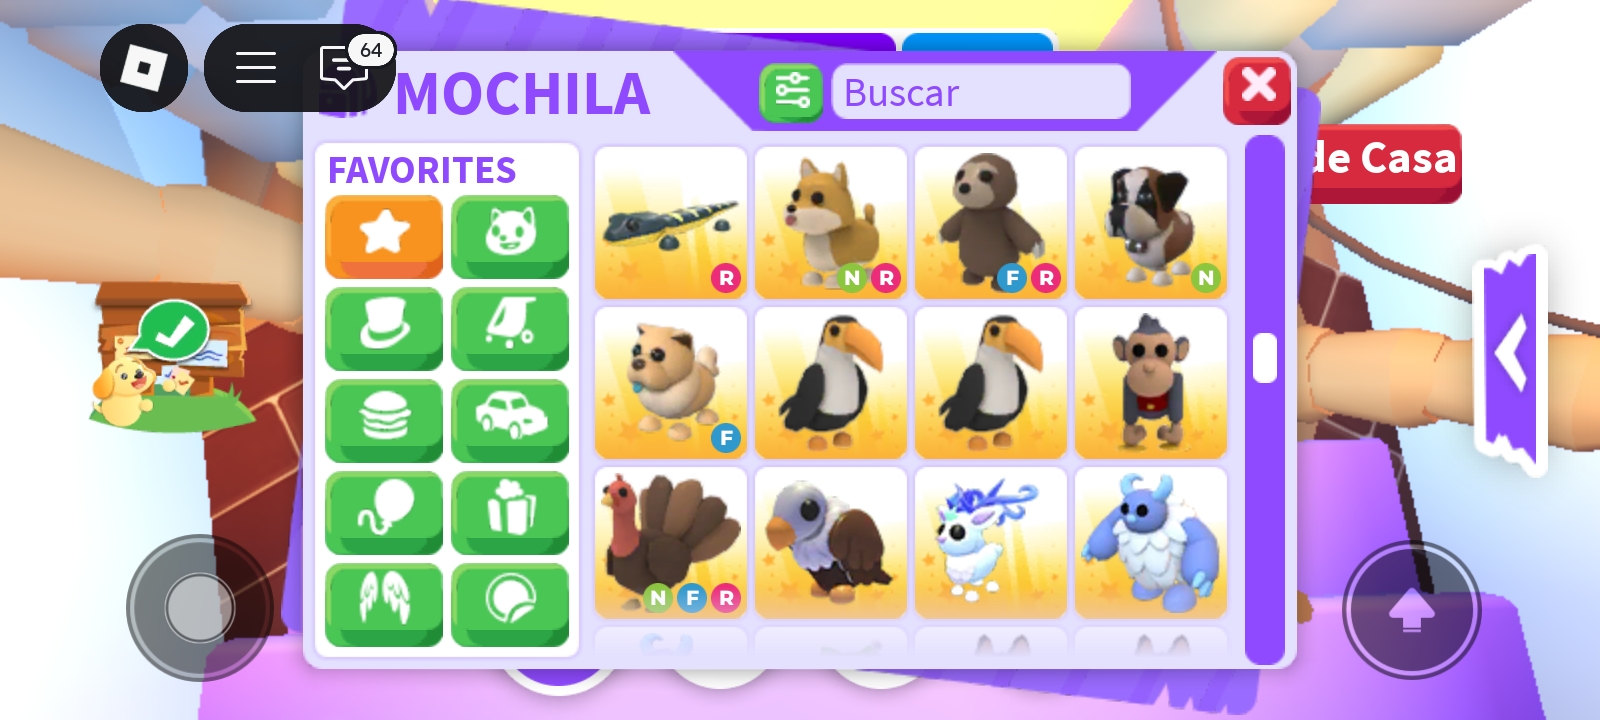 64
MOCHILA
Buscar
FAVORITES
de Casa
R
N R
F R
N
F
N F R